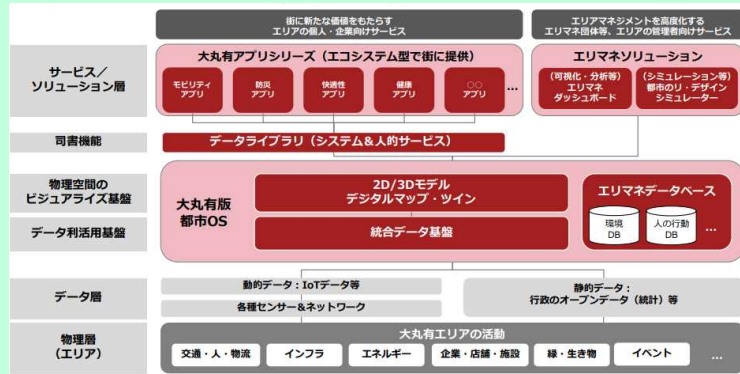 街に新たな価値をもたらす
エリアの個人・企業向けサービス
エリアマネジメントを高度化する
エリマネ団体等、エリアの管理者向けサービス
サービス／
ソリューション層
大丸有アプリシリーズ（エコシステム型で街に提供）
モビリティ
アプリ
防災
アプリ
快適性
アプリ
健康
アプリ
○○
アプリ
…
エリマネソリューション
（可視化・分析等）
エリマネ
ダッシュボード
（シミュレーション等）
都市のリ・デザイン
シミュレーター
司書機能
データライブラリ（システム＆人的サービス）
物理空間の
ビジュアライズ基盤
データ利活用基盤
大丸有版
都市OS
2D/3Dモデル
デジタルマップ・ツイン
統合データ基盤
エリマネデータベース
環境
DB
人の行動
DB
…
データ層
動的データ：IoTデータ等
各種センサー&ネットワーク
静的データ：
行政のオープンデータ（統計）等
物理層
（エリア）
大丸有エリアの活動
交通・人・物流
インフラ
エネルギー
企業・店舗・施設
緑・生き物
イベント
…